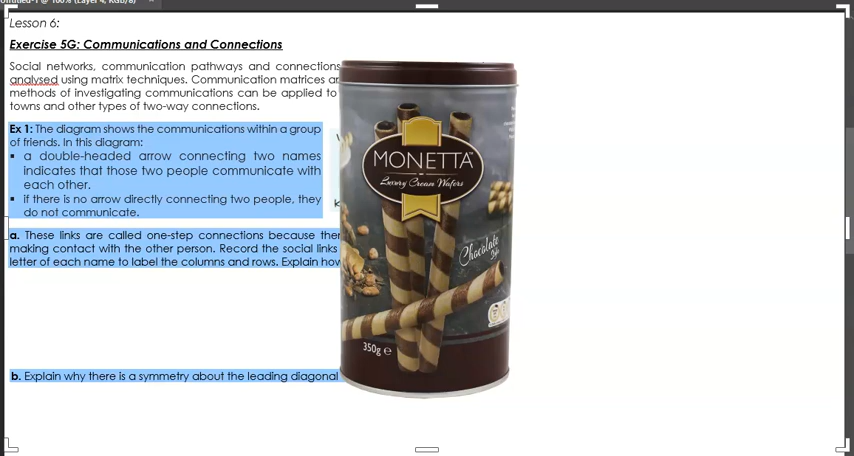 Lesson 6:
Exercise 5G: Communications and Connections
Social networks, communication pathways and connections
analysed using matrix techniques. Communication matrices ar
methods of investigating communications can be applied to
towns and other types of two-way connections.
Ex 1: The diagram shows the communications within a group
of friends. In this diagram:
▪ a double-headed arrow connecting two names
indicates that those two people communicate with
each other.
▪ if there is no arrow directly connecting two people, they
do not communicate.
a. These links are called one-step connections because ther
making contact with the other person. Record the social links
letter of each name to label the columns and rows. Explain how
b. Explain why there is a symmetry about the leading diagonal
MONETTA
Luxury Cream Wafers
Chocolate
350g e